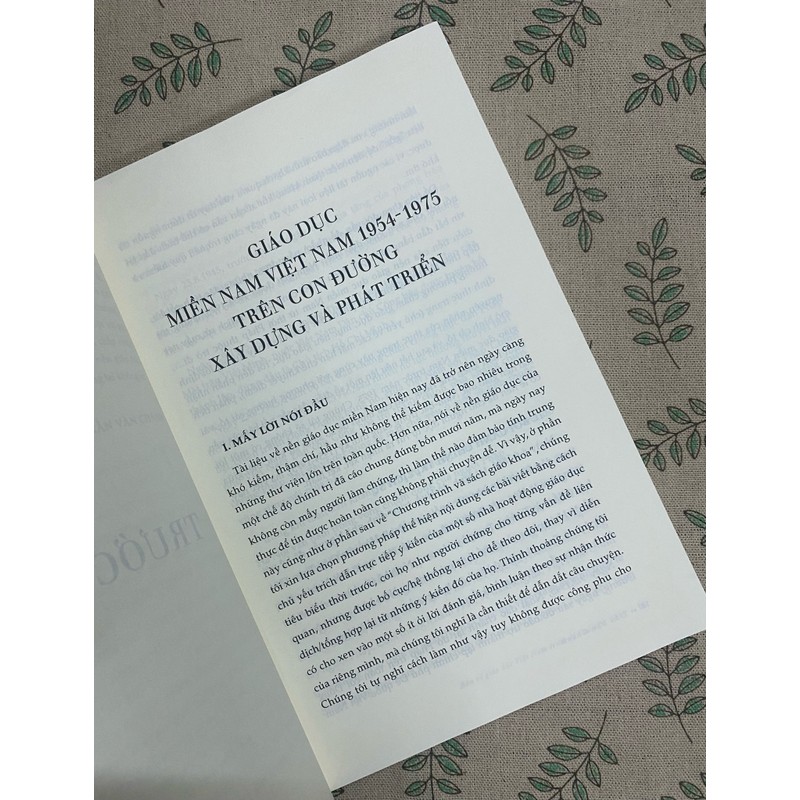 GIÁO DỤC
MIỀN NAM VIỆT NAM 1954-1975
TRÊN CON ĐƯỜNG
XÂY DỰNG VÀ PHÁT TRIỂN
1. MẤY LỜI NÓI ĐẦU
Tài liệu về nền giáo dục miền Nam hiện nay đã trở nên ngày càng
khó kiếm, thậm chí, hầu như không thể kiếm được bao nhiêu trong
những thư viện lớn trên toàn quốc. Hơn nữa, nói về nền giáo dục của
một chế độ chính trị đã cáo chung đúng bốn mươi năm, mà ngày nay
không còn mấy người làm chứng, thì làm thế nào đảm bảo tính trung
thực để tin được hoàn toàn cũng không phải chuyện dễ. Vì vậy, ở phần
này cũng như ở phần sau về "Chương trình và sách giáo khoa", chúng
tôi xin lựa chọn phương pháp thể hiện nội dung các bài viết bằng cách
chủ yếu trích dẫn trực tiếp ý kiến của một số nhà hoạt động giáo dục
tiêu biểu thời trước, coi họ như người chứng cho từng vấn đề liên
quan, nhưng được bố cục/hệ thống lại cho dễ theo dõi, thay vì diễn
dịch/tổng hợp lại từ những ý kiến đó của họ. Thỉnh thoảng chúng tôi
có cho xen vào một số ít ỏi lời đánh giá, bình luận theo sự nhận thức
của riêng mình, mà chúng tôi nghĩ là cần thiết để dẫn dắt câu chuyện.
Chúng tôi tự nghĩ cách làm như vậy tuy không được công phu cho
TRƯỚC